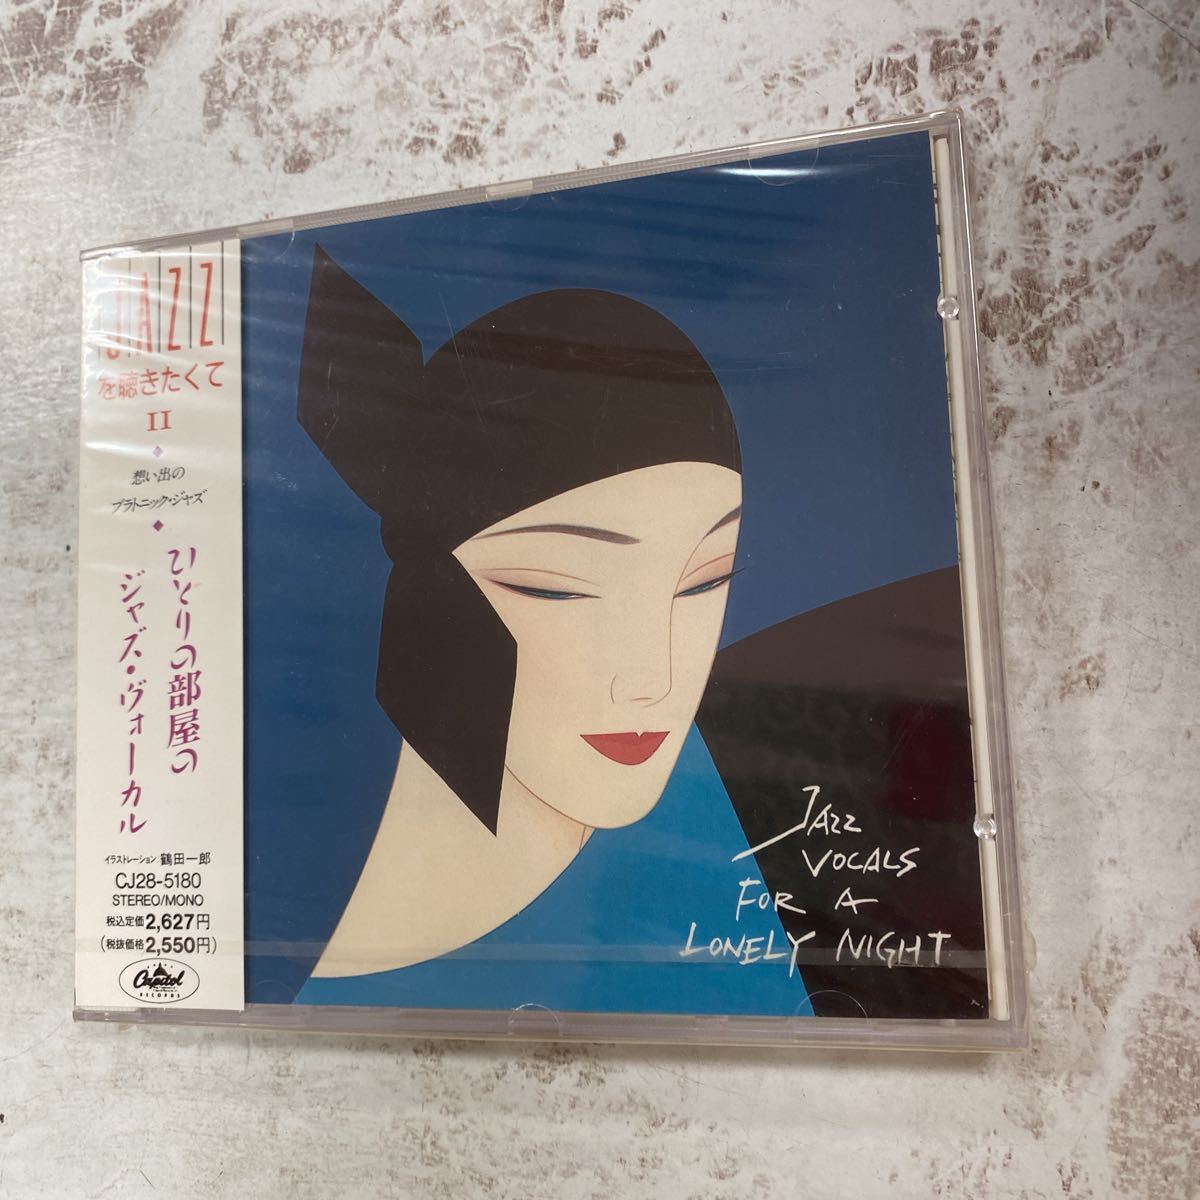 JAZZ
を聴きたくて
II
想い出の
プラトニック・ジャズ
ひとりの部屋の
ジャズ・ヴォーカル
イラストレーション 鶴田一郎
CJ28-5180
STEREO/MONO
税込定価2,627円
(税抜価格2,550円)
Capitol
RECORDS
JAZZ
VOCALS
FOR A
LONELY NIGHT